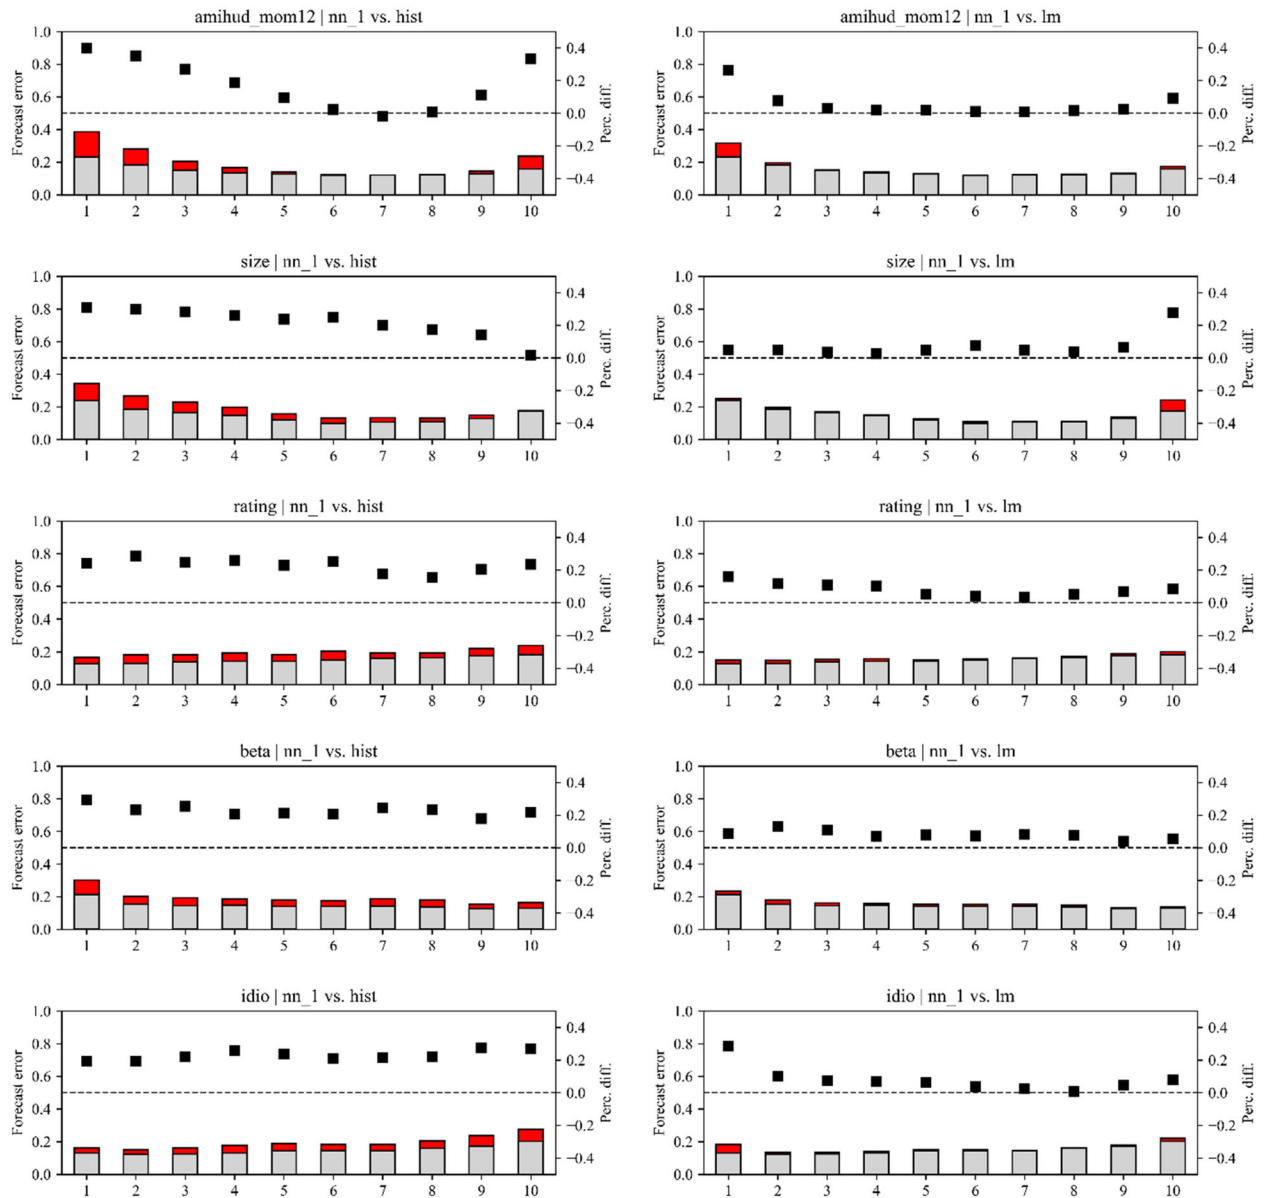 amihud_mom12 | nn_1 vs. hist
Forecast error
1.0
0.8
0.6
0.4
0.2
0.0
0.4
0.2
0.0
−0.2
−0.4
Perc. diff.
1 2 3 4 5 6 7 8 9 10
amihud_mom12 | nn_1 vs. lm
Forecast error
1.0
0.8
0.6
0.4
0.2
0.0
0.4
0.2
0.0
−0.2
−0.4
Perc. diff.
1 2 3 4 5 6 7 8 9 10
size | nn_1 vs. hist
Forecast error
1.0
0.8
0.6
0.4
0.2
0.0
0.4
0.2
0.0
−0.2
−0.4
Perc. diff.
1 2 3 4 5 6 7 8 9 10
size | nn_1 vs. lm
Forecast error
1.0
0.8
0.6
0.4
0.2
0.0
0.4
0.2
0.0
−0.2
−0.4
Perc. diff.
1 2 3 4 5 6 7 8 9 10
rating | nn_1 vs. hist
Forecast error
1.0
0.8
0.6
0.4
0.2
0.0
0.4
0.2
0.0
−0.2
−0.4
Perc. diff.
1 2 3 4 5 6 7 8 9 10
rating | nn_1 vs. lm
Forecast error
1.0
0.8
0.6
0.4
0.2
0.0
0.4
0.2
0.0
−0.2
−0.4
Perc. diff.
1 2 3 4 5 6 7 8 9 10
beta | nn_1 vs. hist
Forecast error
1.0
0.8
0.6
0.4
0.2
0.0
0.4
0.2
0.0
−0.2
−0.4
Perc. diff.
1 2 3 4 5 6 7 8 9 10
beta | nn_1 vs. lm
Forecast error
1.0
0.8
0.6
0.4
0.2
0.0
0.4
0.2
0.0
−0.2
−0.4
Perc. diff.
1 2 3 4 5 6 7 8 9 10
idio | nn_1 vs. hist
Forecast error
1.0
0.8
0.6
0.4
0.2
0.0
0.4
0.2
0.0
−0.2
−0.4
Perc. diff.
1 2 3 4 5 6 7 8 9 10
idio | nn_1 vs. lm
Forecast error
1.0
0.8
0.6
0.4
0.2
0.0
0.4
0.2
0.0
−0.2
−0.4
Perc. diff.
1 2 3 4 5 6 7 8 9 10